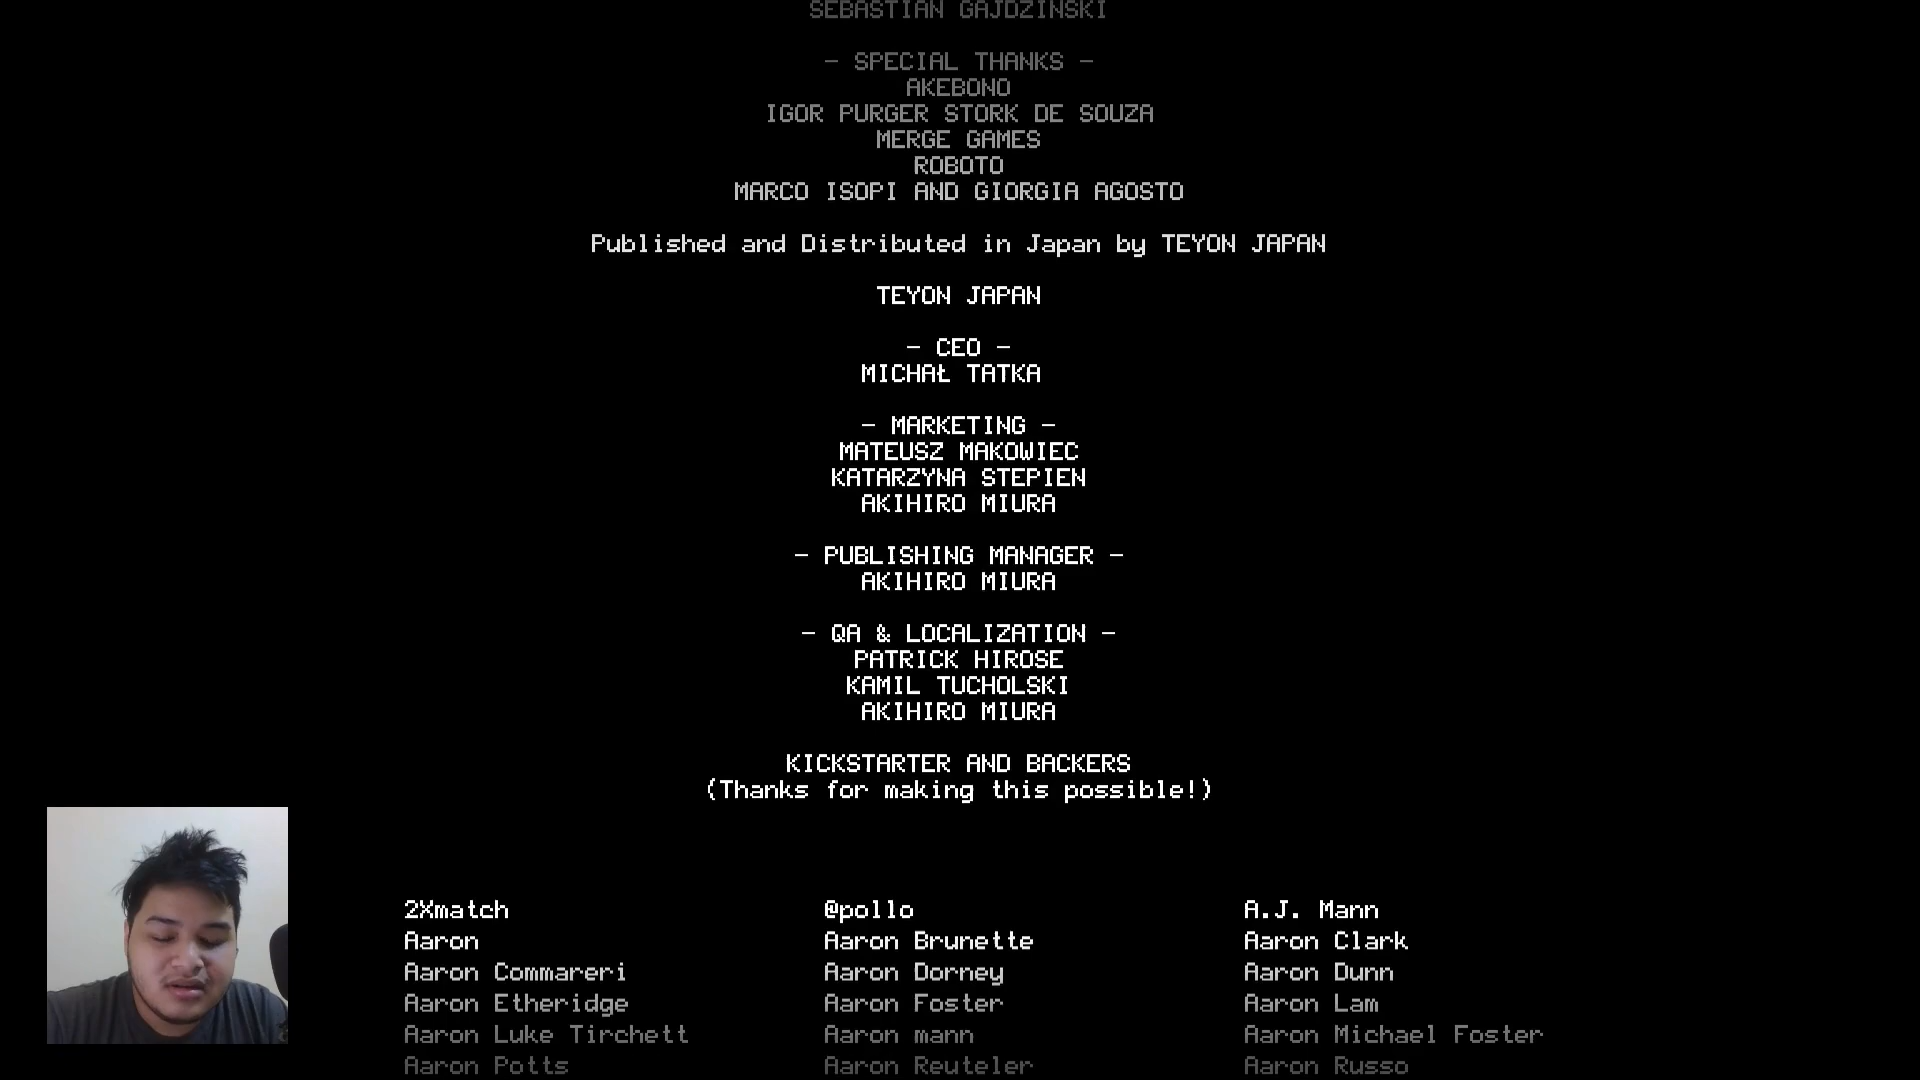 SEBASTIAN GAJDZINSKI
- SPECIAL THANKS -
AKEBONO
IGOR PURGER STORK DE SOUZA
MERGE GAMES
ROBOTO
MARCO ISOPI AND GIORGIA AGOSTO
Published and Distributed in Japan by TEYON JAPAN
TEYON JAPAN
- CEO -
MICHAŁ TATKA
- MARKETING -
MATEUSZ MAKOWIEC
KATARZYNA STEPIEN
AKIHIRO MIURA
- PUBLISHING MANAGER -
AKIHIRO MIURA
- QA & LOCALIZATION -
PATRICK HIROSE
KAMIL TUCHOLSKI
AKIHIRO MIURA
KICKSTARTER AND BACKERS
(Thanks for making this possible!)
2Xmatch @pollo A.J. Mann
Aaron Aaron Brunette Aaron Clark
Aaron Commareri Aaron Dorney Aaron Dunn
Aaron Etheridge Aaron Foster Aaron Lam
Aaron Luke Tirchett Aaron mann Aaron Michael Foster
Aaron Potts Aaron Reuteler Aaron Russo